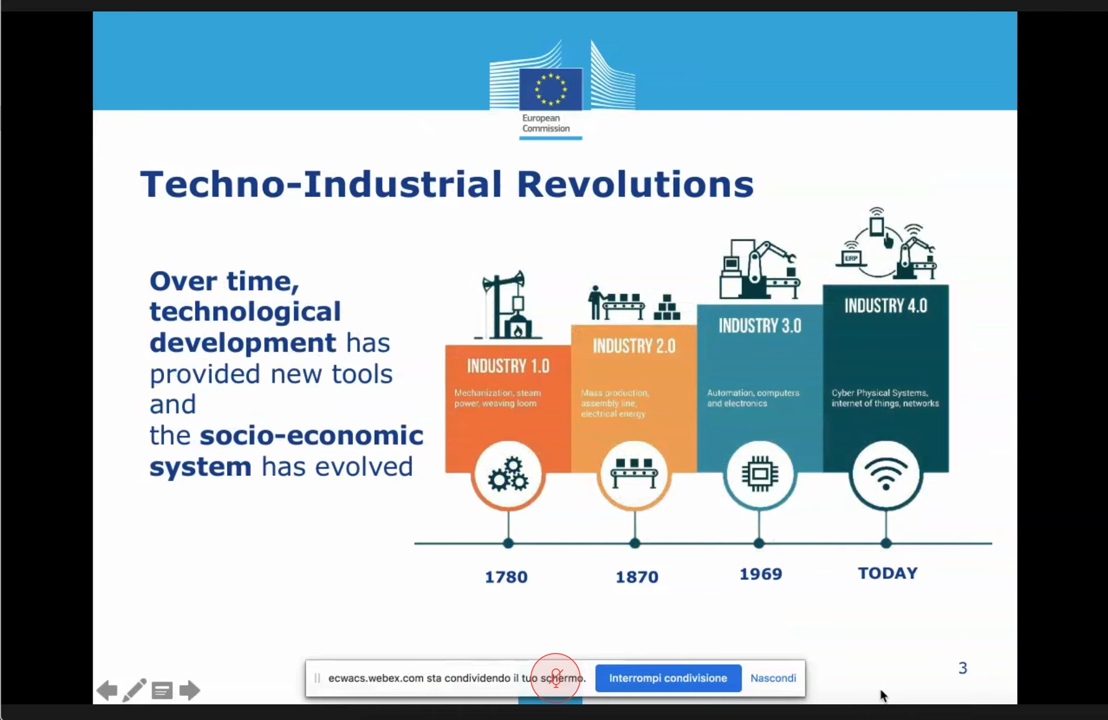 European
Commission
Techno-Industrial Revolutions
Over time,
technological
development has
provided new tools
and
the socio-economic
system has evolved
INDUSTRY 1.0
Mechanization, steam
power, weaving loom
INDUSTRY 2.0
Mass production,
assembly line,
electrical energy
INDUSTRY 3.0
Automation, computers
and electronics
ERP
INDUSTRY 4.0
Cyber Physical Systems,
internet of things, networks
1780
1870
1969
TODAY
3
ecwacs.webex.com sta condividendo il tuo schermo.
Interrompi condivisione
Nascondi